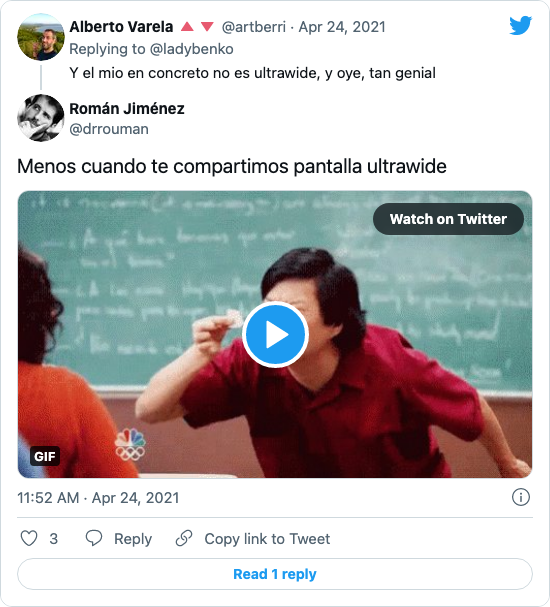 Alberto Varela @artberri · Apr 24, 2021
Replying to @ladybenko
Y el mio en concreto no es ultrawide, y oye, tan genial
Román Jiménez
@drrouman
Menos cuando te compartimos pantalla ultrawide
Watch on Twitter
GIF
11:52 AM · Apr 24, 2021
3 Reply Copy link to Tweet
Read 1 reply